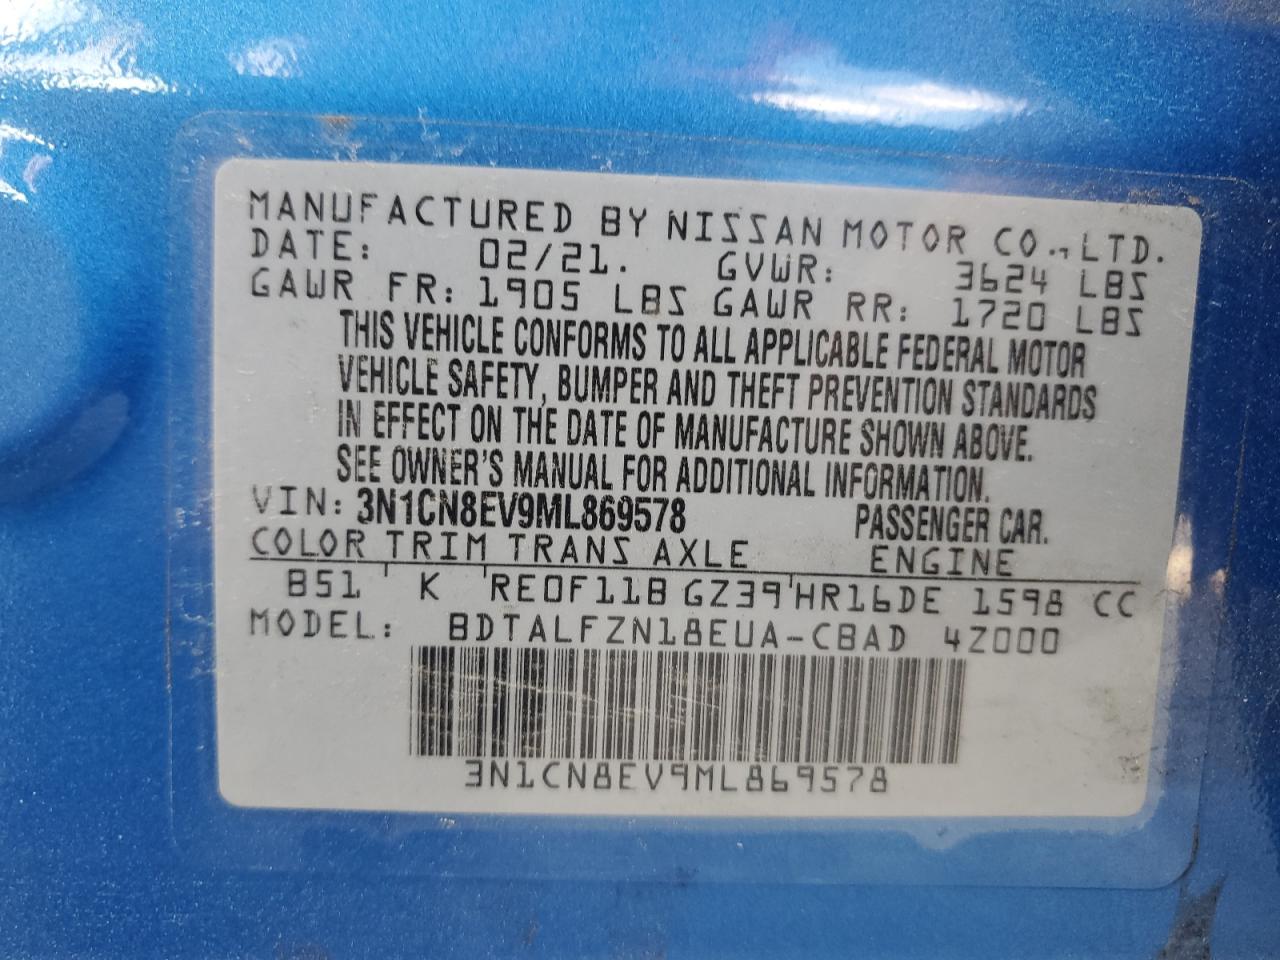 MANUFACTURED BY NISSAN MOTOR CO.,LTD.
DATE: 02/21. GVWR: 3624 LBS
GAWR FR: 1905 LBS GAWR RR: 1720 LBS
THIS VEHICLE CONFORMS TO ALL APPLICABLE FEDERAL MOTOR
VEHICLE SAFETY, BUMPER AND THEFT PREVENTION STANDARDS
IN EFFECT ON THE DATE OF MANUFACTURE SHOWN ABOVE.
SEE OWNER'S MANUAL FOR ADDITIONAL INFORMATION.
VIN: 3N1CN8EV9ML869578 PASSENGER CAR.
COLOR TRIM TRANS AXLE ENGINE
B51 K RE0F11B GZ39 HR16DE 1598 CC
MODEL: BDTALFZN18EUA-CBAD 4Z000
3N1CN8EV9ML869578